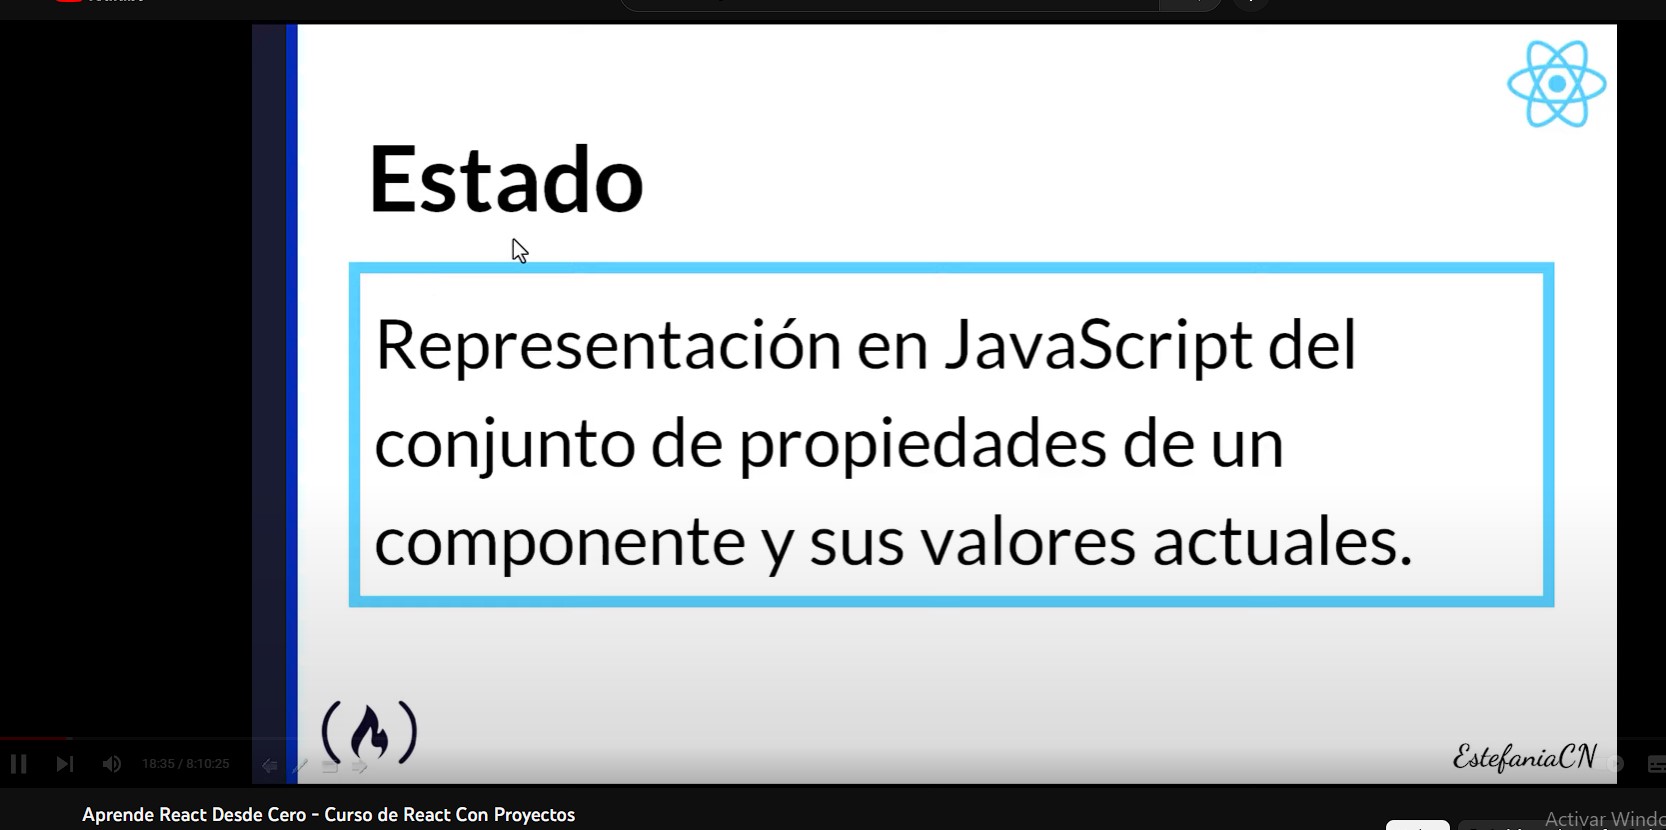 Estado
Representación en JavaScript del
conjunto de propiedades de un
componente y sus valores actuales.
EstefaniaCN
18:35 / 8:10:25
Aprende React Desde Cero - Curso de React Con Proyectos
Activar Windo